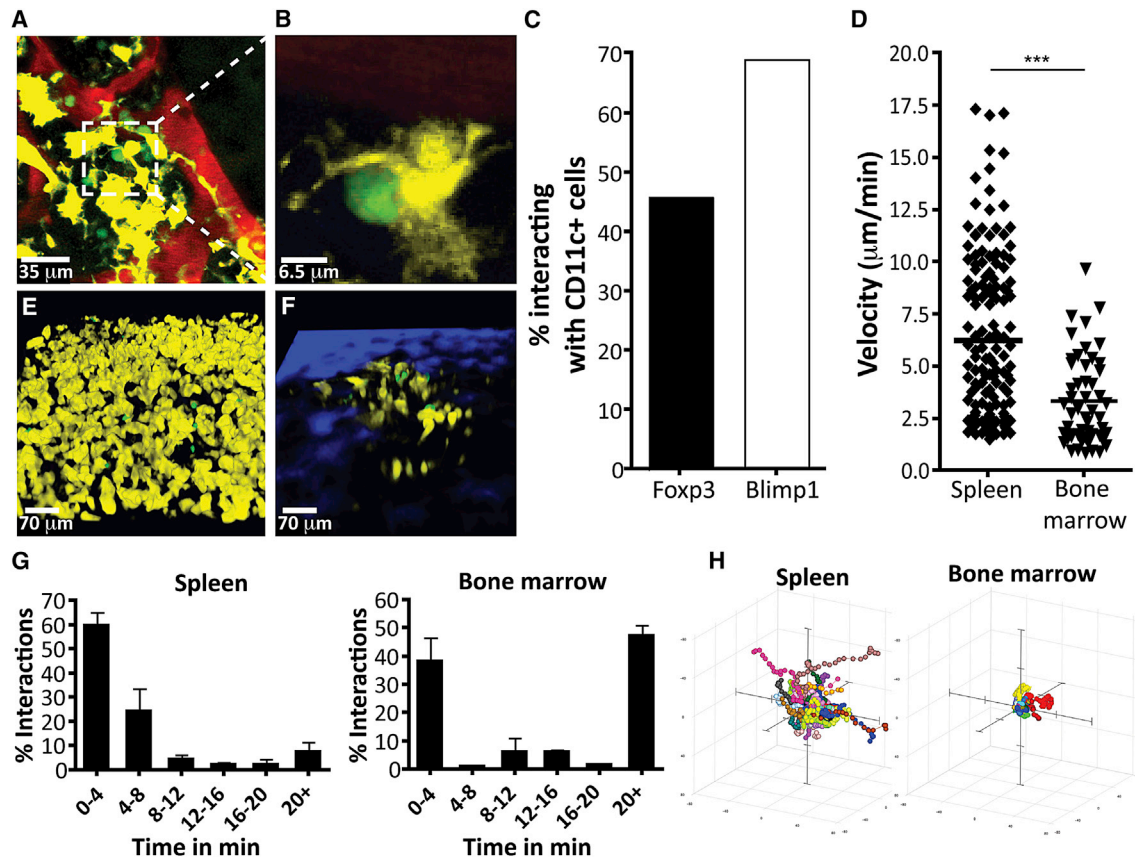 A
35 µm
B
6.5 µm
E
70 µm
F
70 µm
C
% interacting
with CD11c+ cells
70
60
50
40
30
20
10
0
Foxp3
Blimp1
D
Velocity (µm/min)
20.0
17.5
15.0
12.5
10.0
7.5
5.0
2.5
0.0
***
Spleen
Bone
marrow
G
Spleen
% Interactions
70
60
50
40
30
20
10
0
0-4
4-8
8-12
12-16
16-20
20+
Time in min
Bone marrow
% Interactions
60
50
40
30
20
10
0
0-4
4-8
8-12
12-16
16-20
20+
Time in min
H
Spleen
Bone marrow